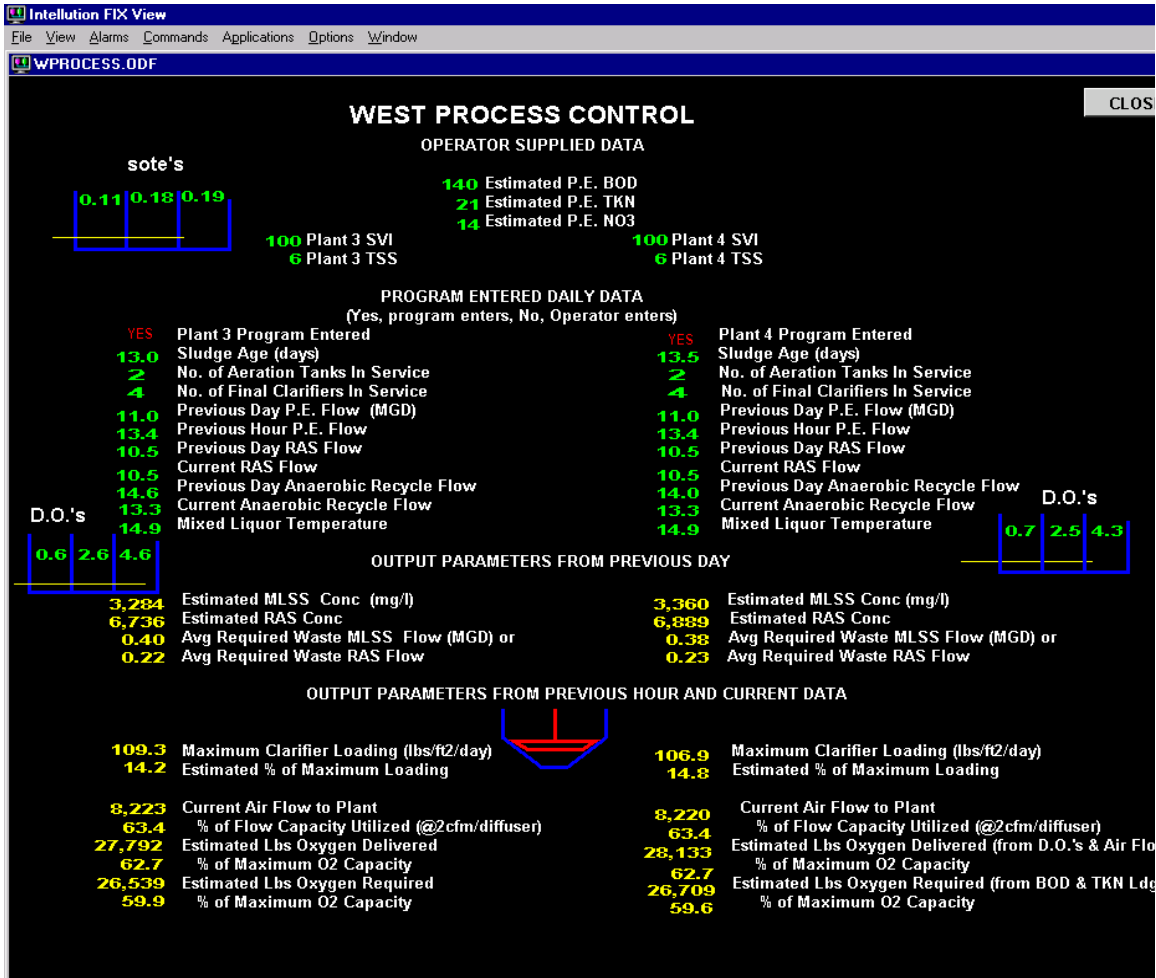 Intellution FIX View
File View Alarms Commands Applications Options Window
WPROCESS.ODF
CLOS
WEST PROCESS CONTROL
OPERATOR SUPPLIED DATA
sote's
0.11 0.18 0.19
140 Estimated P.E. BOD
21 Estimated P.E. TKN
14 Estimated P.E. NO3
100 Plant 3 SVI
6 Plant 3 TSS
100 Plant 4 SVI
6 Plant 4 TSS
PROGRAM ENTERED DAILY DATA
(Yes, program enters, No, Operator enters)
YES Plant 3 Program Entered
13.0 Sludge Age (days)
2 No. of Aeration Tanks In Service
4 No. of Final Clarifiers In Service
11.0 Previous Day P.E. Flow (MGD)
13.4 Previous Hour P.E. Flow
10.5 Previous Day RAS Flow
10.5 Current RAS Flow
14.6 Previous Day Anaerobic Recycle Flow
13.3 Current Anaerobic Recycle Flow
14.9 Mixed Liquor Temperature
D.O.'s
0.6 2.6 4.6
YES Plant 4 Program Entered
13.5 Sludge Age (days)
2 No. of Aeration Tanks In Service
4 No. of Final Clarifiers In Service
11.0 Previous Day P.E. Flow (MGD)
13.4 Previous Hour P.E. Flow
10.5 Previous Day RAS Flow
10.5 Current RAS Flow
14.0 Previous Day Anaerobic Recycle Flow
13.3 Current Anaerobic Recycle Flow
14.9 Mixed Liquor Temperature
D.O.'s
0.7 2.5 4.3
OUTPUT PARAMETERS FROM PREVIOUS DAY
3,284 Estimated MLSS Conc (mg/l)
6,736 Estimated RAS Conc
0.40 Avg Required Waste MLSS Flow (MGD) or
0.22 Avg Required Waste RAS Flow
3,360 Estimated MLSS Conc (mg/l)
6,889 Estimated RAS Conc
0.38 Avg Required Waste MLSS Flow (MGD) or
0.23 Avg Required Waste RAS Flow
OUTPUT PARAMETERS FROM PREVIOUS HOUR AND CURRENT DATA
109.3 Maximum Clarifier Loading (lbs/ft2/day)
14.2 Estimated % of Maximum Loading
8,223 Current Air Flow to Plant
63.4 % of Flow Capacity Utilized (@2cfm/diffuser)
27,792 Estimated Lbs Oxygen Delivered
62.7 % of Maximum O2 Capacity
26,539 Estimated Lbs Oxygen Required
59.9 % of Maximum O2 Capacity
106.9 Maximum Clarifier Loading (lbs/ft2/day)
14.8 Estimated % of Maximum Loading
8,220 Current Air Flow to Plant
63.4 % of Flow Capacity Utilized (@2cfm/diffuser)
28,133 Estimated Lbs Oxygen Delivered (from D.O.'s & Air Flo
62.7 % of Maximum O2 Capacity
26,709 Estimated Lbs Oxygen Required (from BOD & TKN Ldg
59.6 % of Maximum O2 Capacity